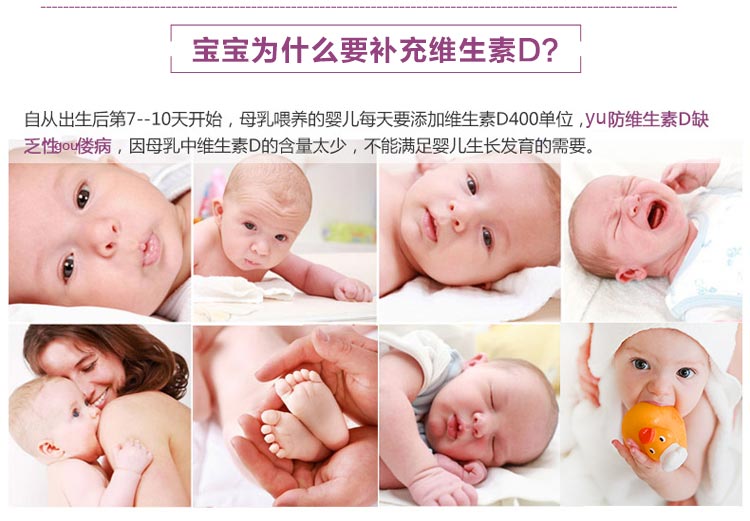 宝宝为什么要补充维生素D?
自从出生后第7--10天开始，母乳喂养的婴儿每天要添加维生素D400单位，yu防维生素D缺
乏性gou偻病，因母乳中维生素D的含量太少，不能满足婴儿生长发育的需要。